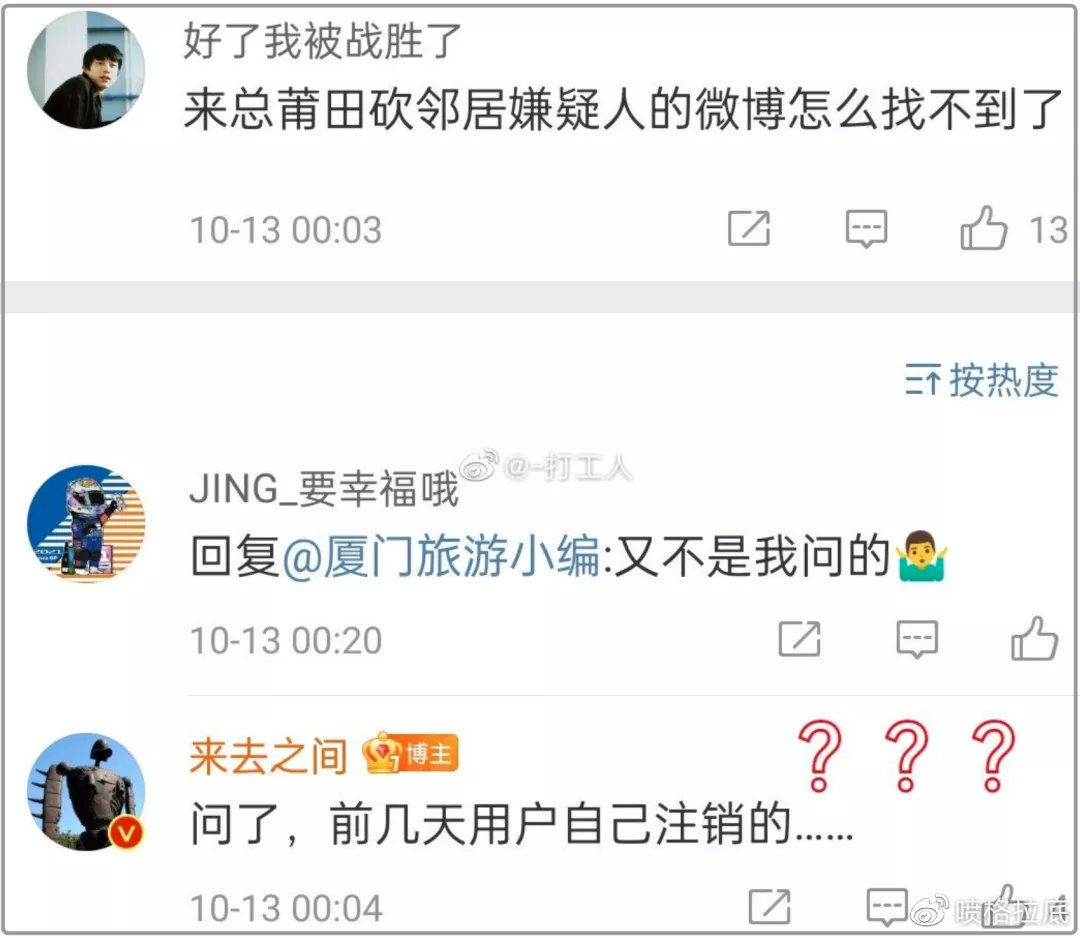 好了我被战胜了
来总莆田砍邻居嫌疑人的微博怎么找不到了
10-13 00:03
13
按热度
@-打工人
JING_要幸福哦
回复@厦门旅游小编:又不是我问的🤷‍♂️
10-13 00:20
来去之间 博主
？？？
问了，前几天用户自己注销的……
10-13 00:04
4
@喷格拉底